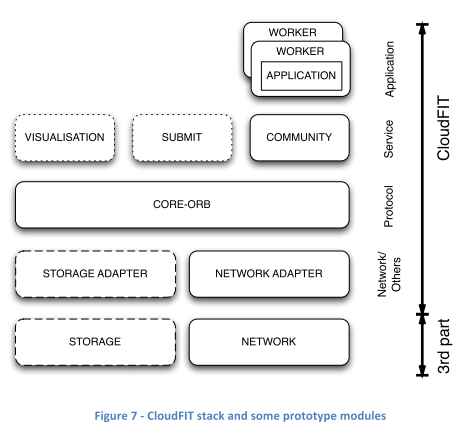 WORKER
WORKER
APPLICATION
Application
VISUALISATION
SUBMIT
COMMUNITY
Service
CORE-ORB
Protocol
STORAGE ADAPTER
NETWORK ADAPTER
Network/
Others
STORAGE
NETWORK
CloudFIT
3rd part
Figure 7 - CloudFIT stack and some prototype modules